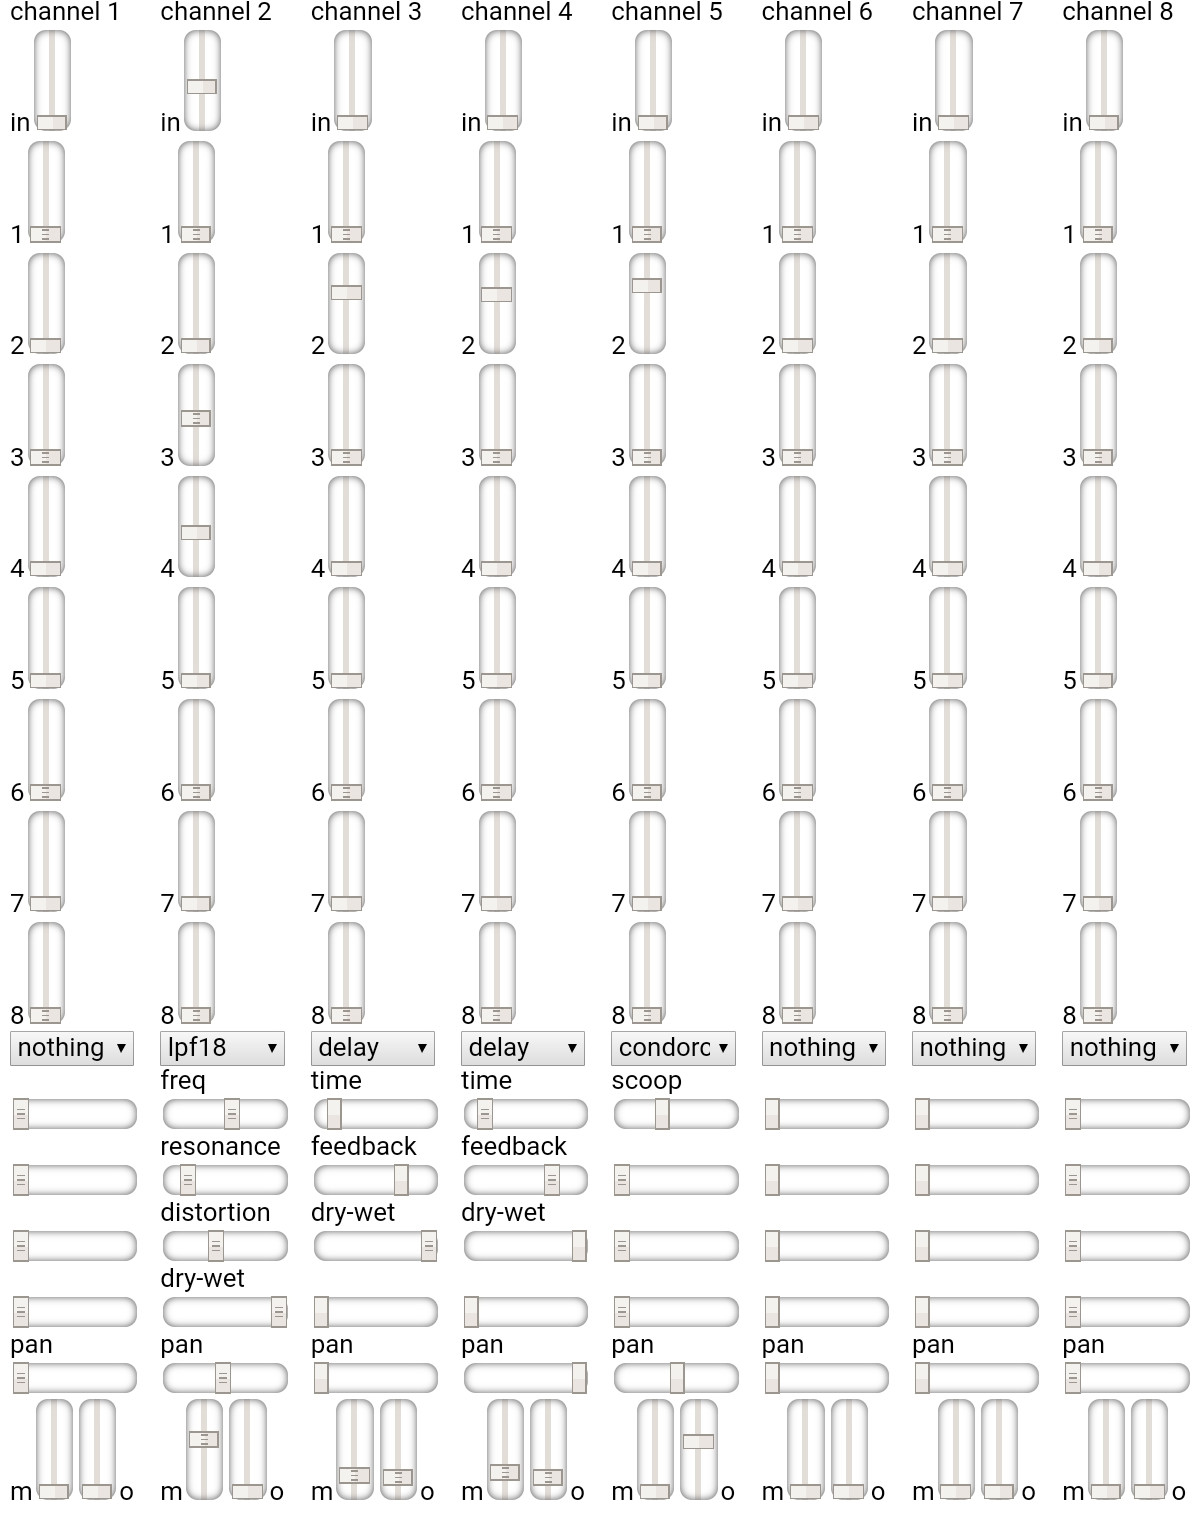 channel 1 channel 2 channel 3 channel 4 channel 5 channel 6 channel 7 channel 8
in in in in in in in in
1 1 1 1 1 1 1 1
2 2 2 2 2 2 2 2
3 3 3 3 3 3 3 3
4 4 4 4 4 4 4 4
5 5 5 5 5 5 5 5
6 6 6 6 6 6 6 6
7 7 7 7 7 7 7 7
8 8 8 8 8 8 8 8
nothing lpf18 delay delay condorc nothing nothing nothing
freq time time scoop
resonance feedback feedback
distortion dry-wet dry-wet
dry-wet
pan pan pan pan pan pan pan pan
m o m o m o m o m o m o m o m o